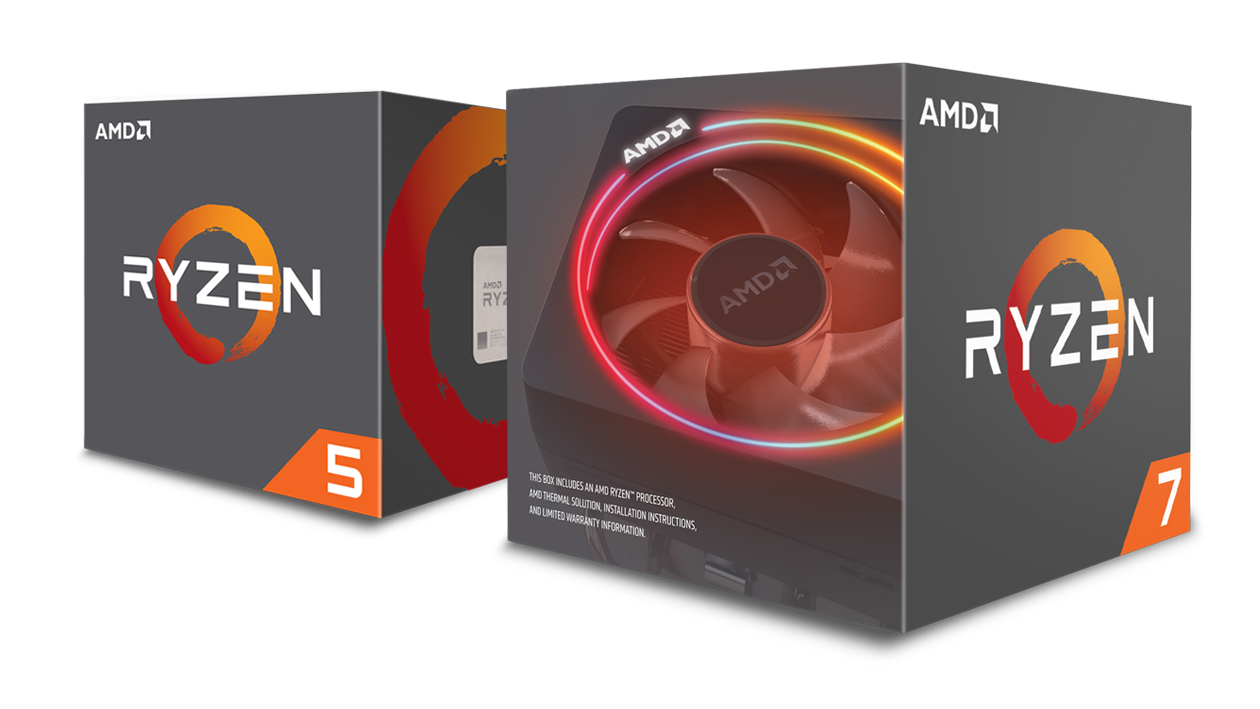 AMD
RYZEN
5
AMD
RYZ
AMD
AMD
THIS BOX INCLUDES AN AMD RYZEN™ PROCESSOR,
AMD THERMAL SOLUTION, INSTALLATION INSTRUCTIONS,
AND LIMITED WARRANTY INFORMATION.
AMD
RYZEN
7